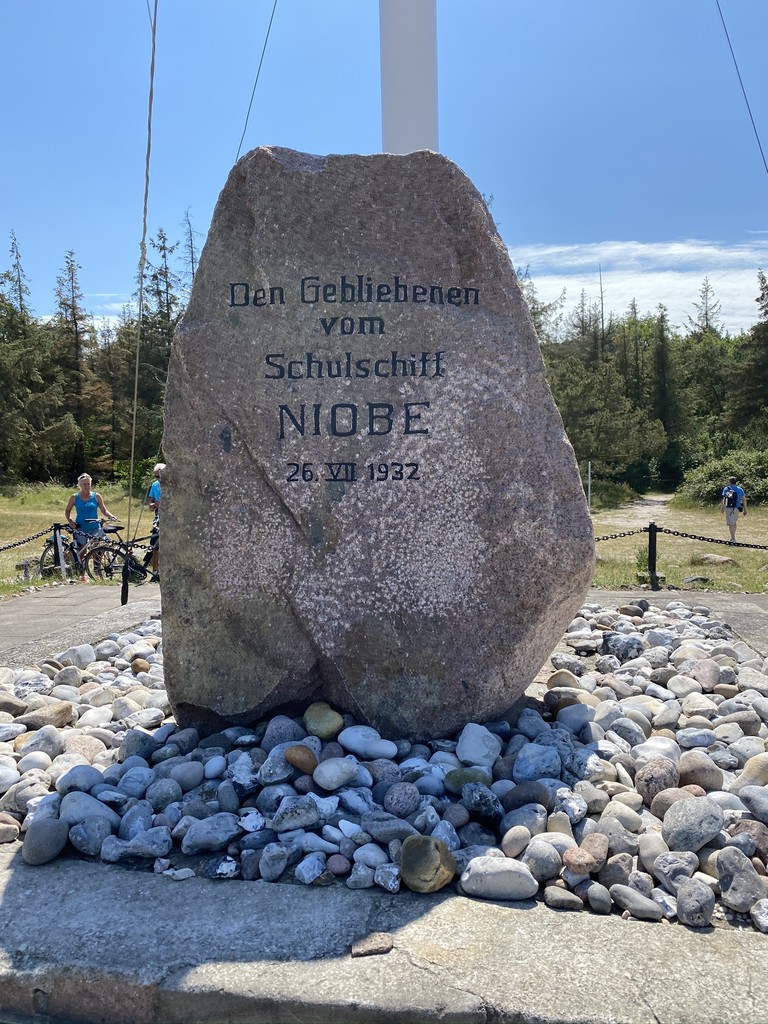 Den Gebliebenen
vom
Schulschiff
NIOBE
26. VII 1932